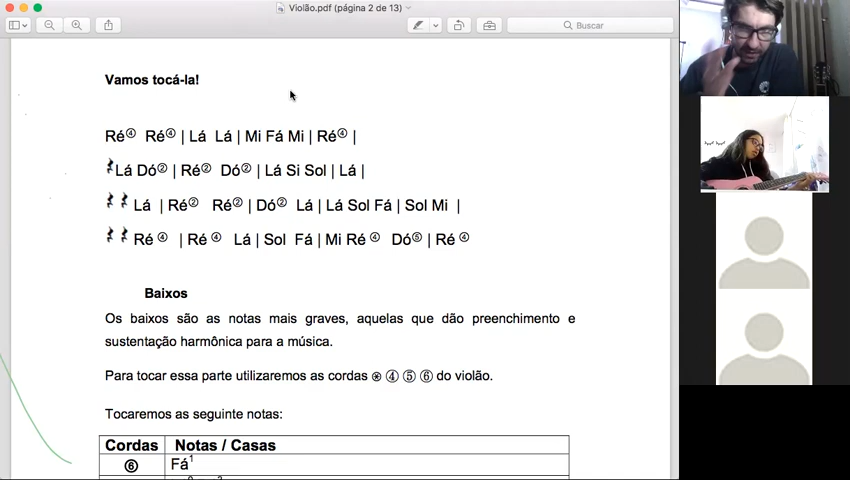 Violão.pdf (página 2 de 13)
Buscar
Vamos tocá-la!
Ré④ Ré④ | Lá Lá | Mi Fá Mi | Ré④ |
Lá Dó② | Ré② Dó② | Lá Si Sol | Lá |
Lá | Ré② Ré② | Dó② Lá | Lá Sol Fá | Sol Mi |
Ré④ | Ré④ Lá | Sol Fá | Mi Ré④ Dó⑤ | Ré④
Baixos
Os baixos são as notas mais graves, aquelas que dão preenchimento e
sustentação harmônica para a música.
Para tocar essa parte utilizaremos as cordas ⊛ ④ ⑤ ⑥ do violão.
Tocaremos as seguinte notas:
Cordas Notas / Casas
⑥ Fá¹